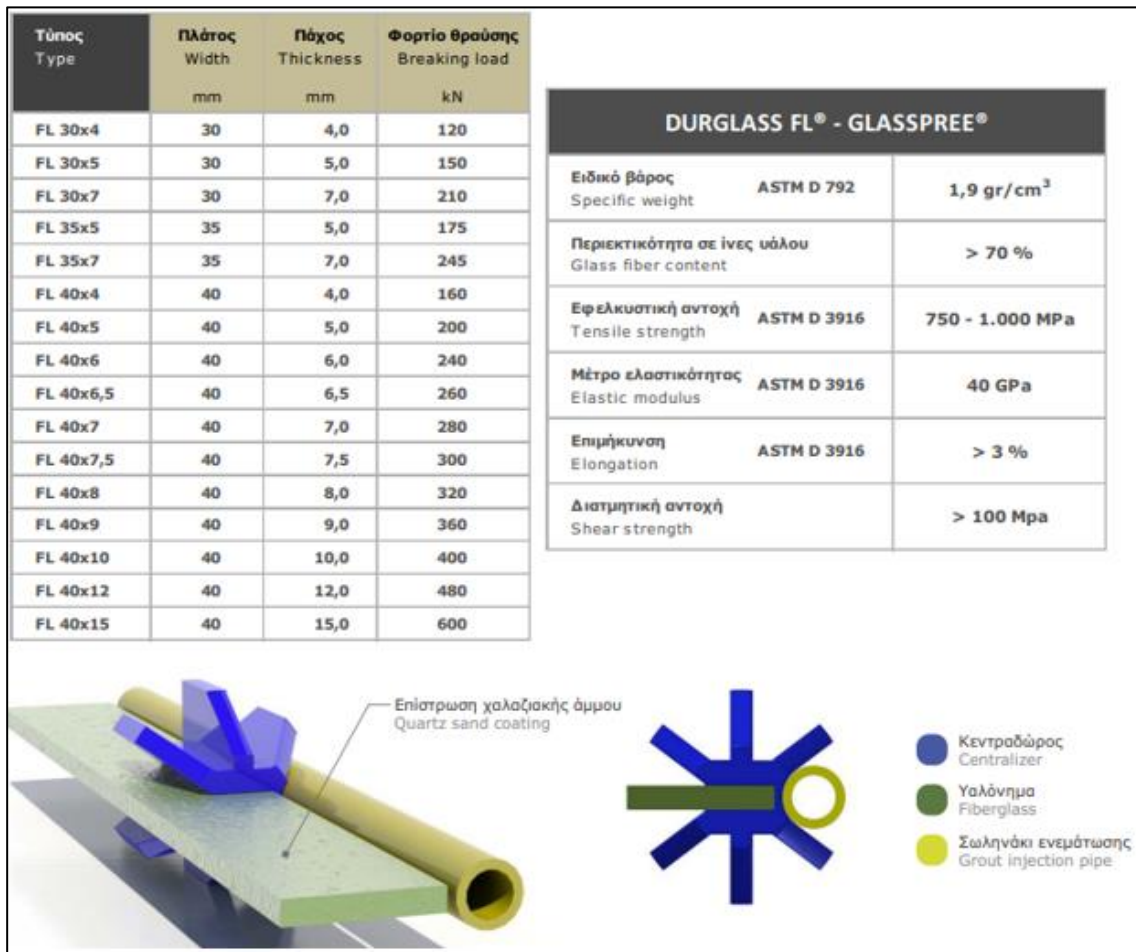 Τύπος Πλάτος Πάχος Φορτίο θραύσης
Type Width Thickness Breaking load
mm mm kN
FL 30x4 30 4,0 120
FL 30x5 30 5,0 150
FL 30x7 30 7,0 210
FL 35x5 35 5,0 175
FL 35x7 35 7,0 245
FL 40x4 40 4,0 160
FL 40x5 40 5,0 200
FL 40x6 40 6,0 240
FL 40x6,5 40 6,5 260
FL 40x7 40 7,0 280
FL 40x7,5 40 7,5 300
FL 40x8 40 8,0 320
FL 40x9 40 9,0 360
FL 40x10 40 10,0 400
FL 40x12 40 12,0 480
FL 40x15 40 15,0 600
DURGLASS FL® - GLASSPREE®
Ειδικό βάρος ASTM D 792 1,9 gr/cm³
Specific weight
Περιεκτικότητα σε ίνες υάλου > 70 %
Glass fiber content
Εφελκυστική αντοχή ASTM D 3916 750 - 1.000 MPa
Tensile strength
Μέτρο ελαστικότητας ASTM D 3916 40 GPa
Elastic modulus
Επιμήκυνση ASTM D 3916 > 3 %
Elongation
Διατμητική αντοχή > 100 Mpa
Shear strength
Επίστρωση χαλαζιακής άμμου
Quartz sand coating
Κεντραδώρος
Centralizer
Υαλόνημα
Fiberglass
Σωληνάκι ενεμάτωσης
Grout injection pipe